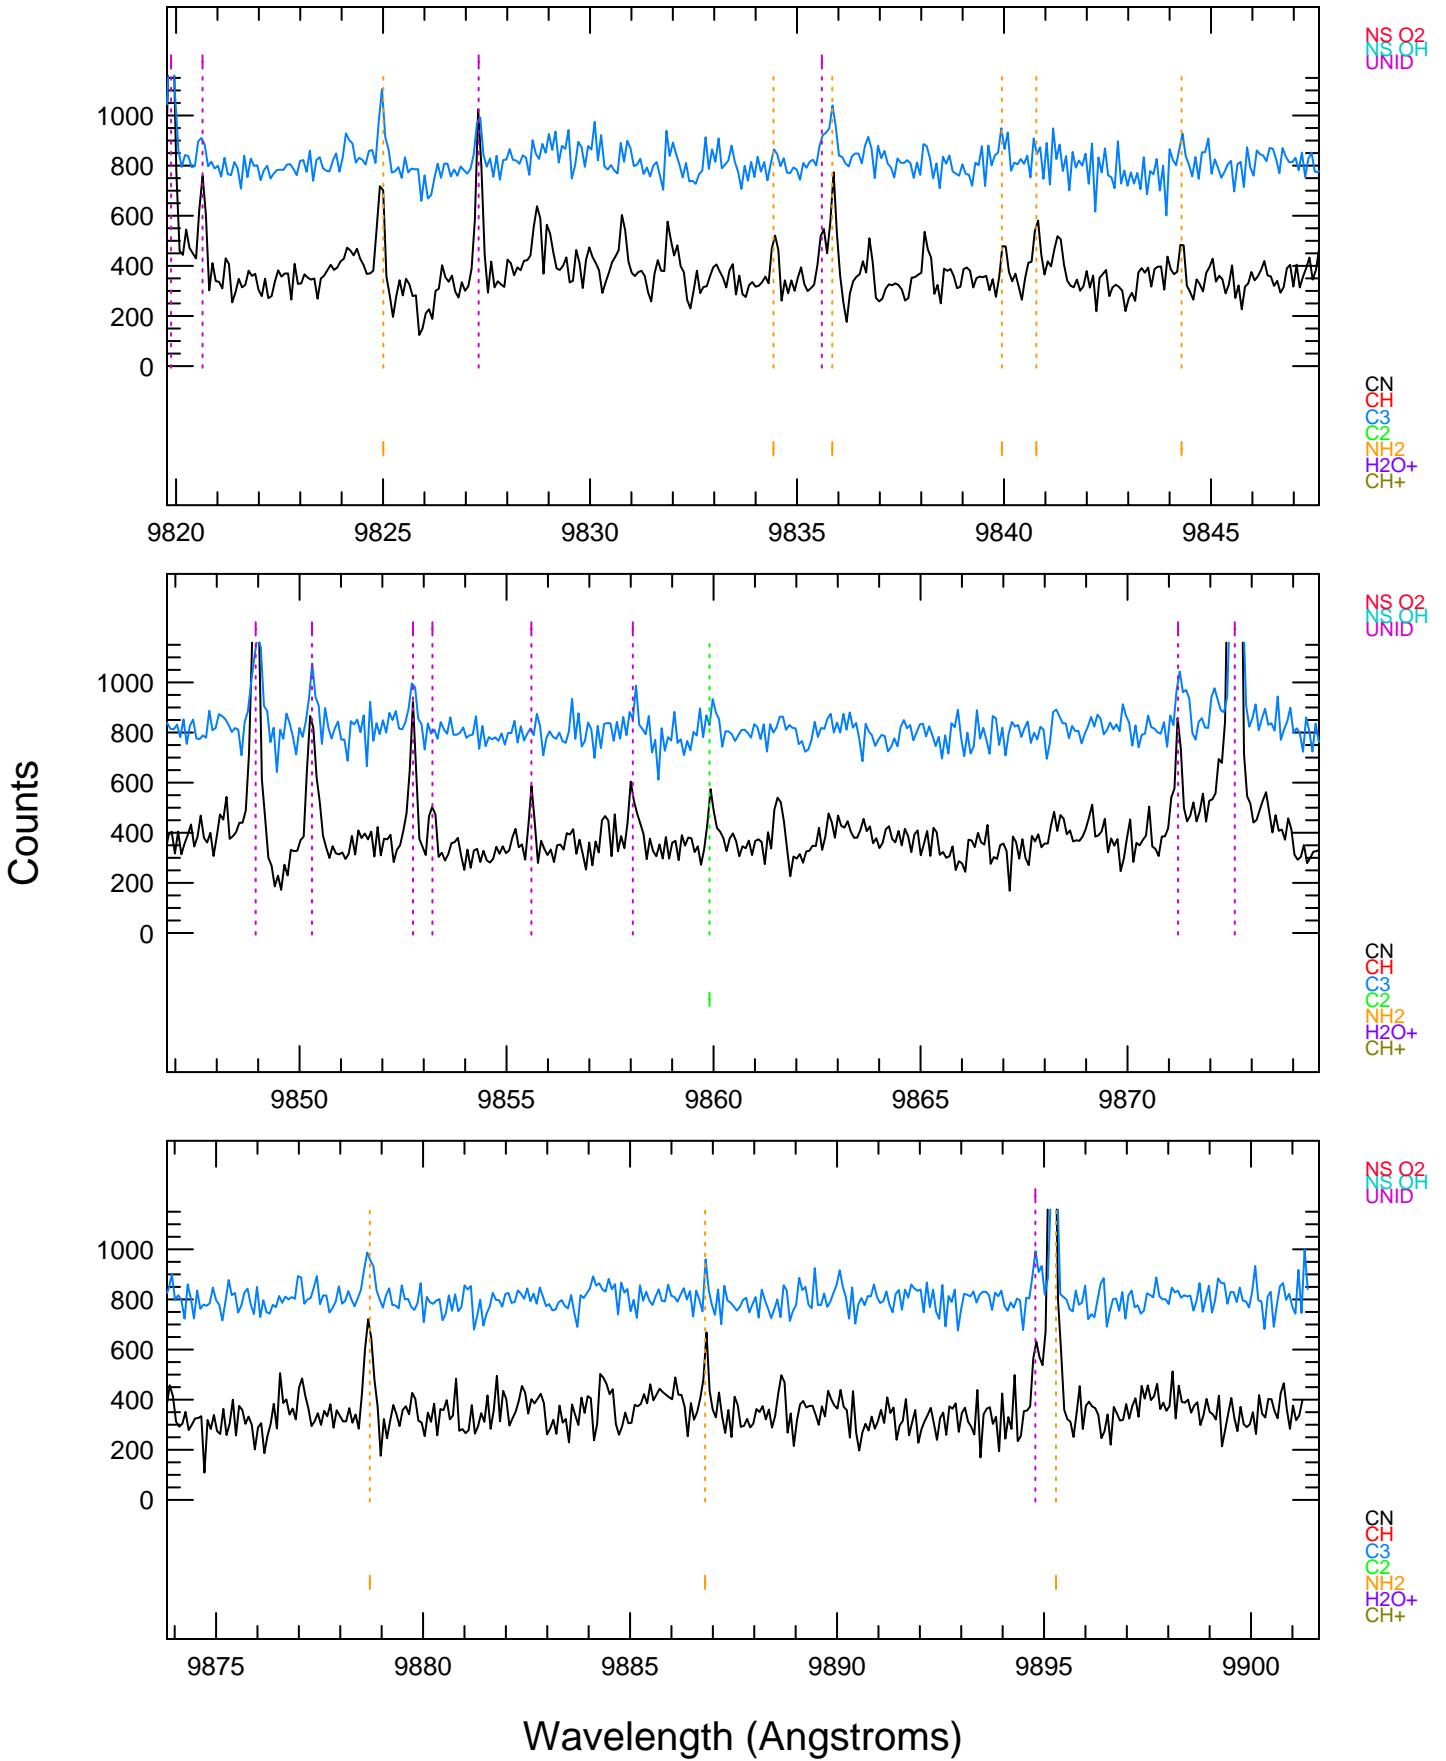 NS O2
NS OH
UNID
1000
800
600
400
200
0
CN
CH
C3
C2
NH2
H2O+
CH+
9820 9825 9830 9835 9840 9845
NS O2
NS OH
UNID
1000
800
600
400
200
0
CN
CH
C3
C2
NH2
H2O+
CH+
9850 9855 9860 9865 9870
Counts
NS O2
NS OH
UNID
1000
800
600
400
200
0
CN
CH
C3
C2
NH2
H2O+
CH+
9875 9880 9885 9890 9895 9900
Wavelength (Angstroms)